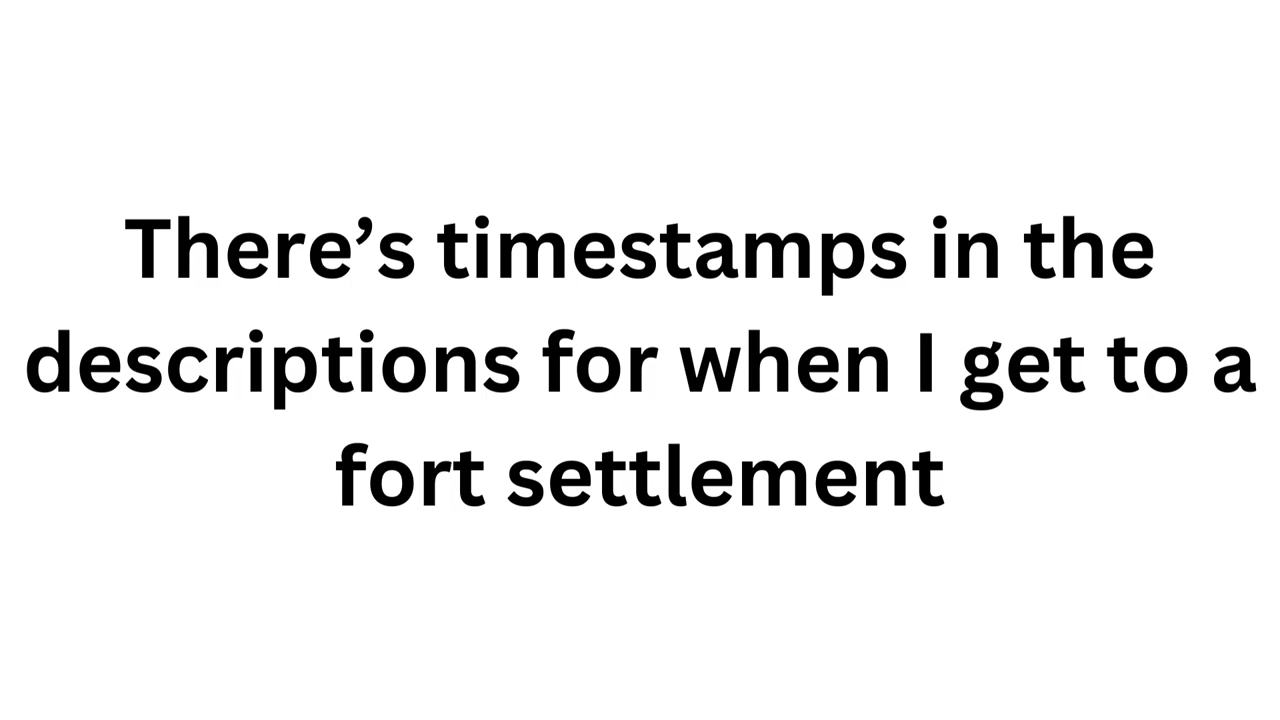 There’s timestamps in the
descriptions for when I get to a
fort settlement